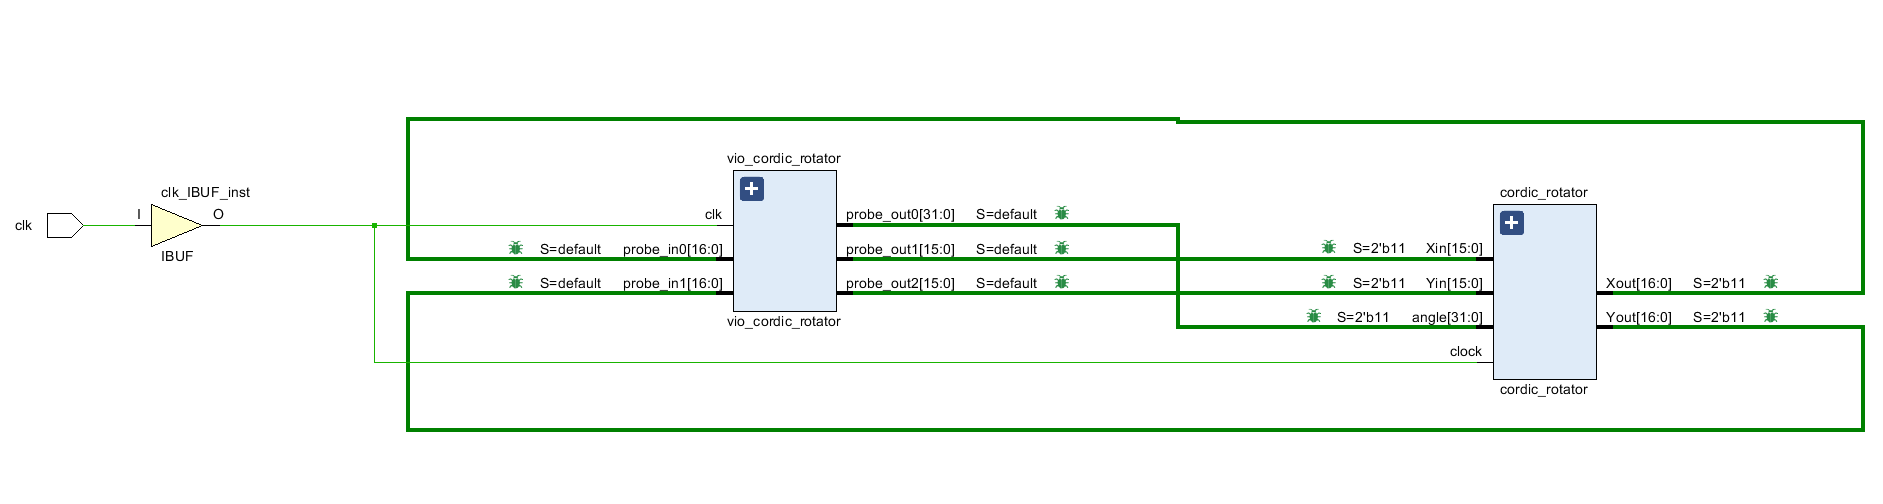 vio_cordic_rotator
clk_IBUF_inst
cordic_rotator
I
O
clk
probe_out0[31:0]
S=default
clk
S=default
probe_in0[16:0]
probe_out1[15:0]
S=default
S=2'b11
Xin[15:0]
IBUF
S=default
probe_in1[16:0]
probe_out2[15:0]
S=default
S=2'b11
Yin[15:0]
Xout[16:0]
S=2'b11
vio_cordic_rotator
S=2'b11
angle[31:0]
Yout[16:0]
S=2'b11
clock
cordic_rotator